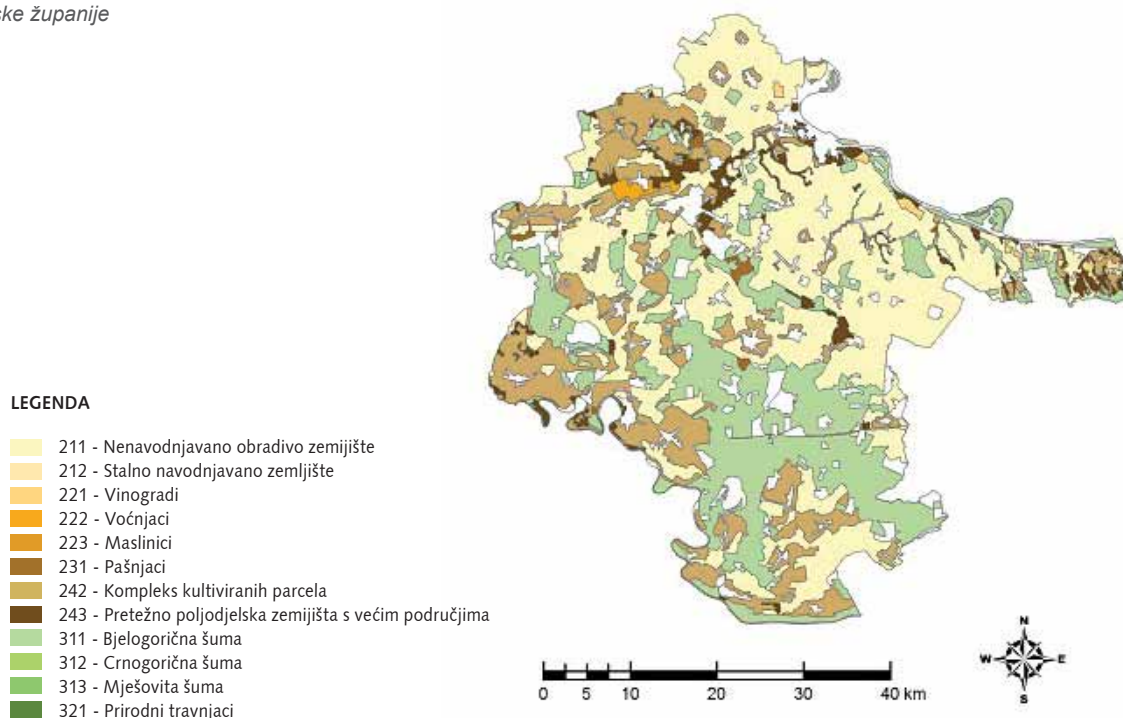 ske županije
LEGENDA
211 - Nenavodnjavano obradivo zemijište
212 - Stalno navodnjavano zemljište
221 - Vinogradi
222 - Voćnjaci
223 - Maslinici
231 - Pašnjaci
242 - Kompleks kultiviranih parcela
243 - Pretežno poljodjelska zemijišta s većim područjima
311 - Bjelogorična šuma
312 - Crnogorična šuma
313 - Mješovita šuma
321 - Prirodni travnjaci
N
W E
S
0 5 10 20 30 40 km